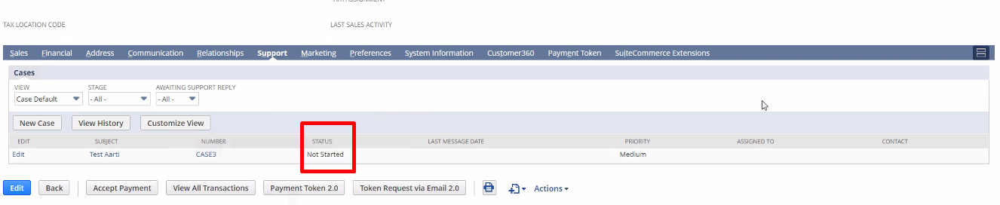 TAX LOCATION CODE LAST SALES ACTIVITY
Sales Financial Address Communication Relationships Support Marketing Preferences System Information Customer360 Payment Token SuiteCommerce Extensions
Cases
VIEW STAGE AWAITING SUPPORT REPLY
Case Default - All - - All -
New Case View History Customize View
EDIT SUBJECT NUMBER STATUS LAST MESSAGE DATE PRIORITY ASSIGNED TO CONTACT
Edit Test Aarti CASE3 Not Started Medium
Edit Back Accept Payment View All Transactions Payment Token 2.0 Token Request via Email 2.0 Actions